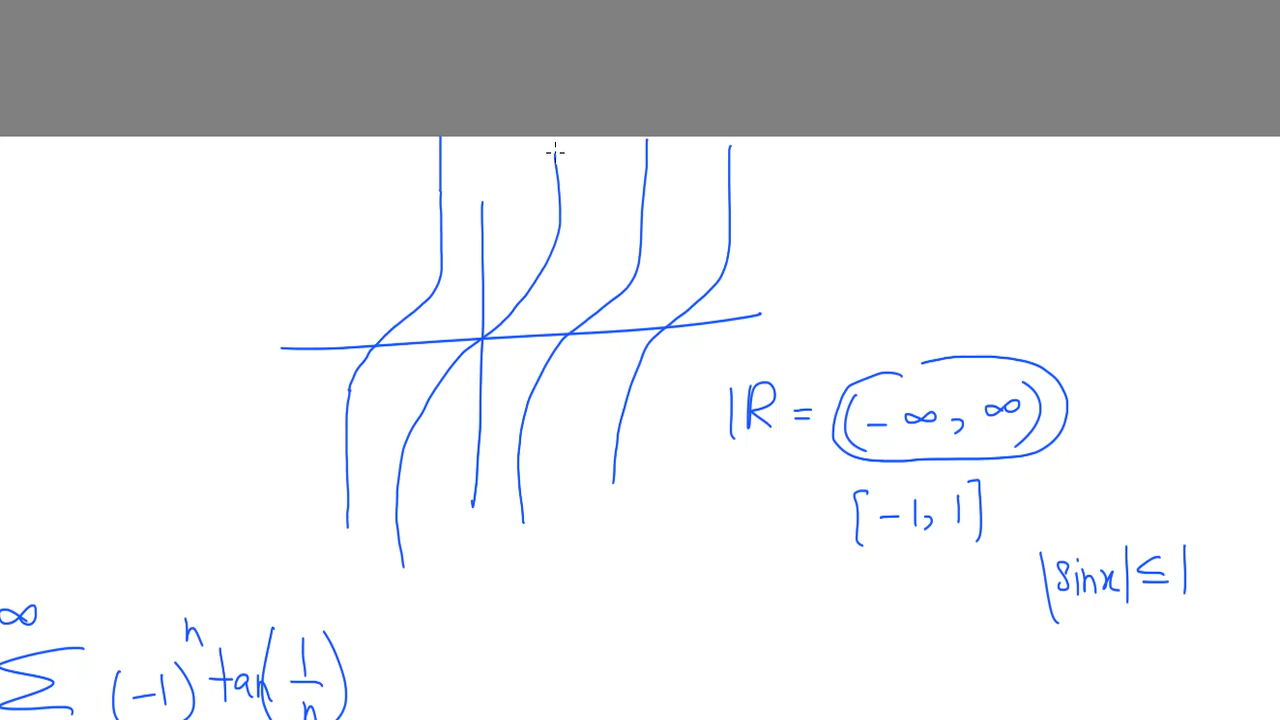 ℝ = (-∞, ∞)
[-1, 1]
|sinx| ≤ 1
∞
∑ (-1)^n tan(1/n)